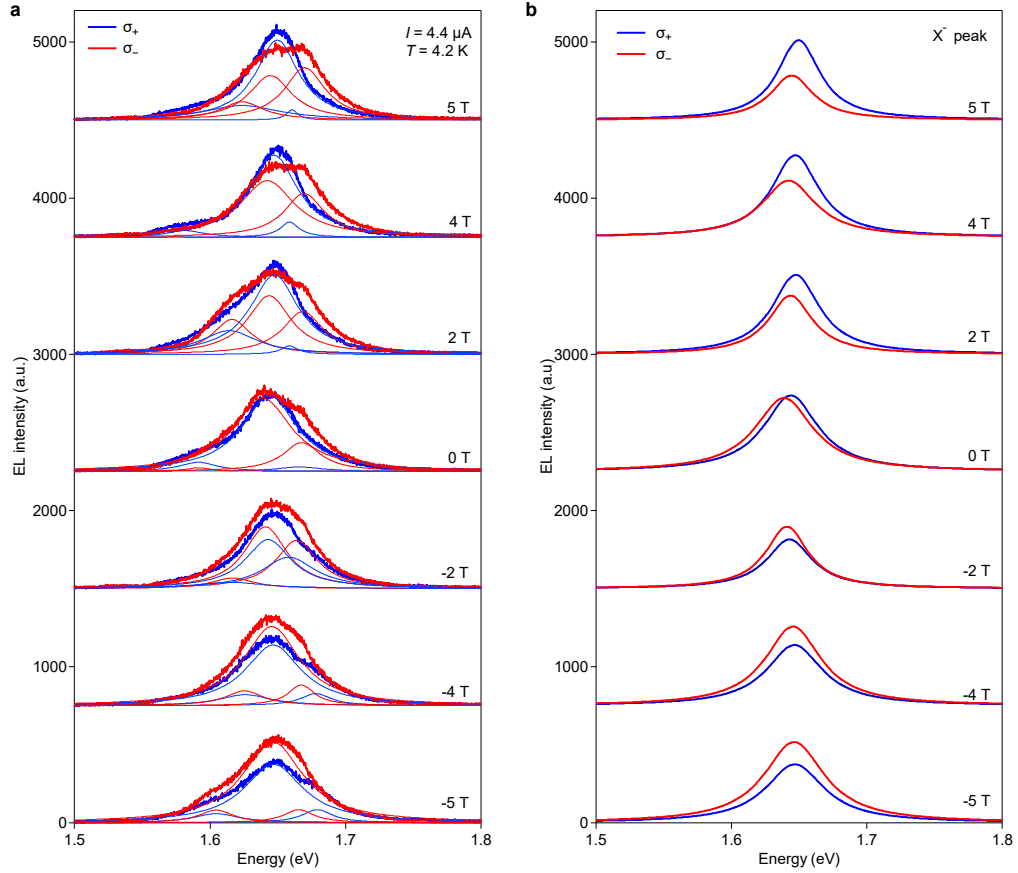 a
σ+
σ−
I = 4.4 µA
T = 4.2 K
5 T
4 T
2 T
0 T
-2 T
-4 T
-5 T
5000
4000
3000
2000
1000
0
EL intensity (a.u.)
1.5
1.6
1.7
1.8
Energy (eV)
b
σ+
σ−
X- peak
5 T
4 T
2 T
0 T
-2 T
-4 T
-5 T
5000
4000
3000
2000
1000
0
EL intensity (a.u)
1.5
1.6
1.7
1.8
Energy (eV)